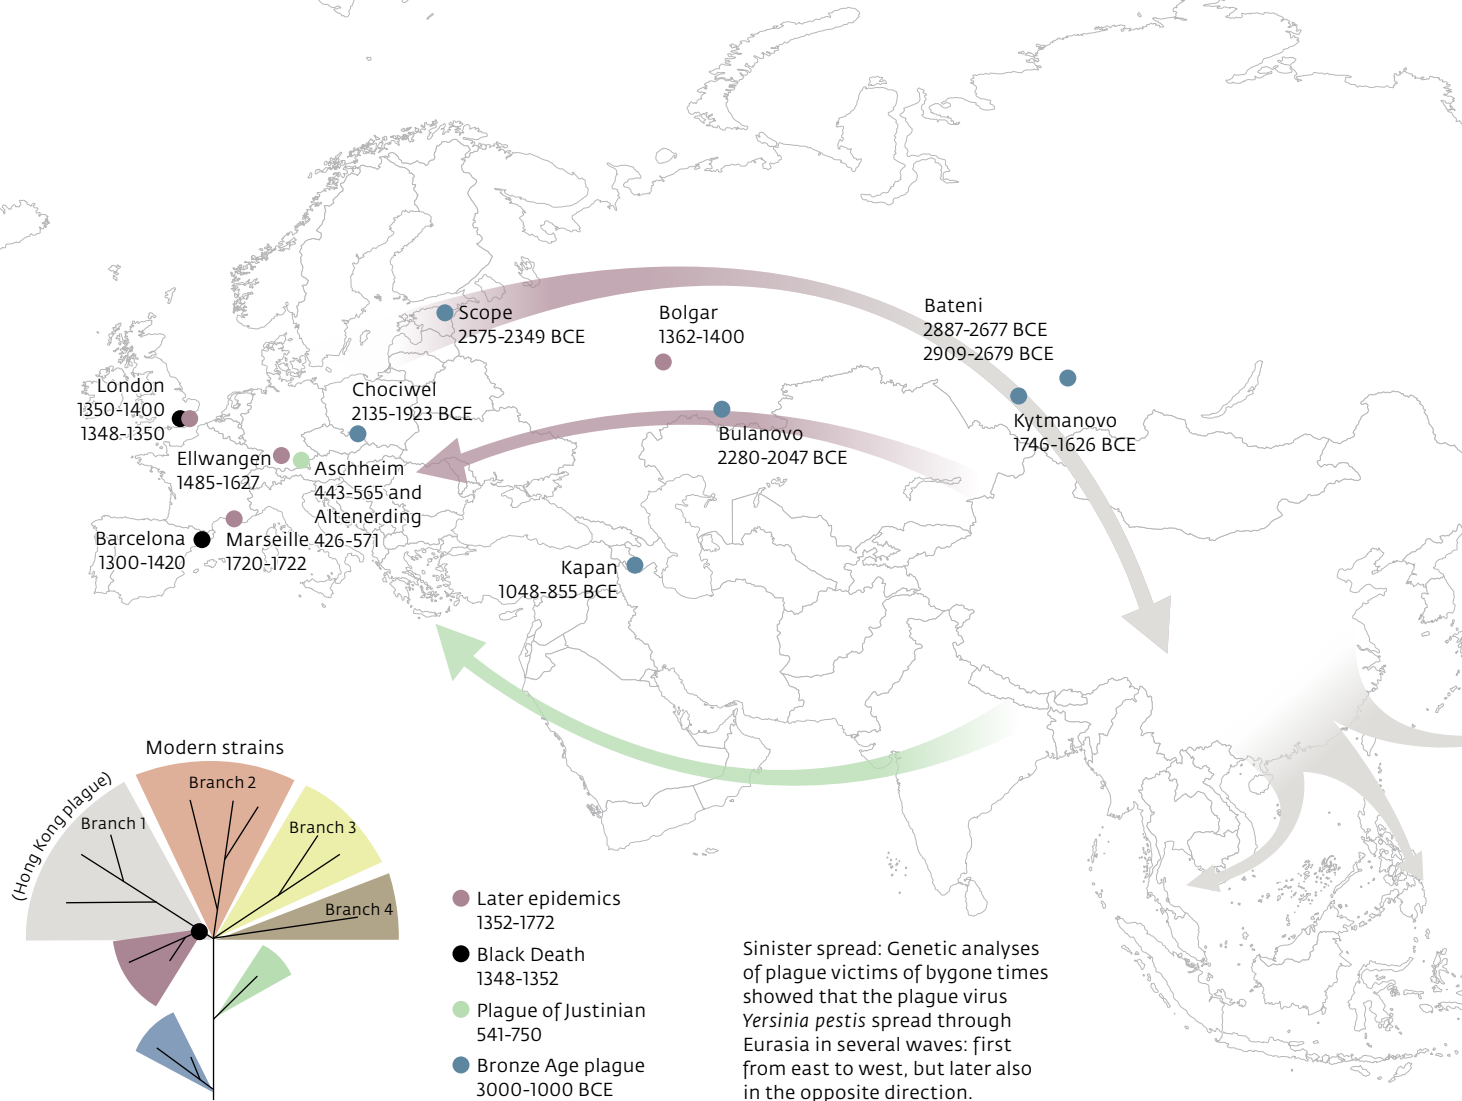 Scope
2575-2349 BCE
Bolgar
1362-1400
Bateni
2887-2677 BCE
2909-2679 BCE
London
1350-1400
1348-1350
Chociwel
2135-1923 BCE
Kytmanovo
1746-1626 BCE
Bulanovo
2280-2047 BCE
Ellwangen
1485-1627
Aschheim
443-565 and
Altenerding
426-571
Barcelona
1300-1420
Marseille
1720-1722
Kapan
1048-855 BCE
Modern strains
(Hong Kong plague)
Branch 1
Branch 2
Branch 3
Branch 4
Later epidemics
1352-1772
Black Death
1348-1352
Plague of Justinian
541-750
Bronze Age plague
3000-1000 BCE
Sinister spread: Genetic analyses
of plague victims of bygone times
showed that the plague virus
Yersinia pestis spread through
Eurasia in several waves: first
from east to west, but later also
in the opposite direction.